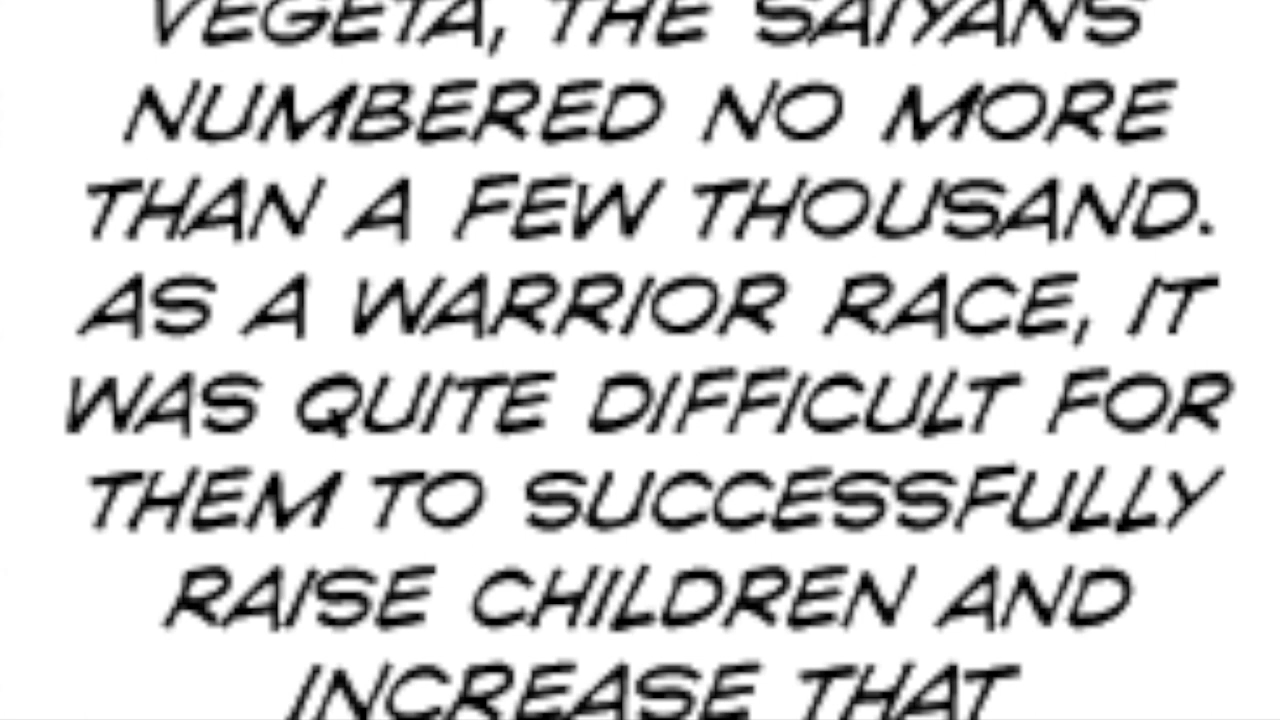 VEGETA, THE SAIYANS
NUMBERED NO MORE
THAN A FEW THOUSAND.
AS A WARRIOR RACE, IT
WAS QUITE DIFFICULT FOR
THEM TO SUCCESSFULLY
RAISE CHILDREN AND
INCREASE THAT